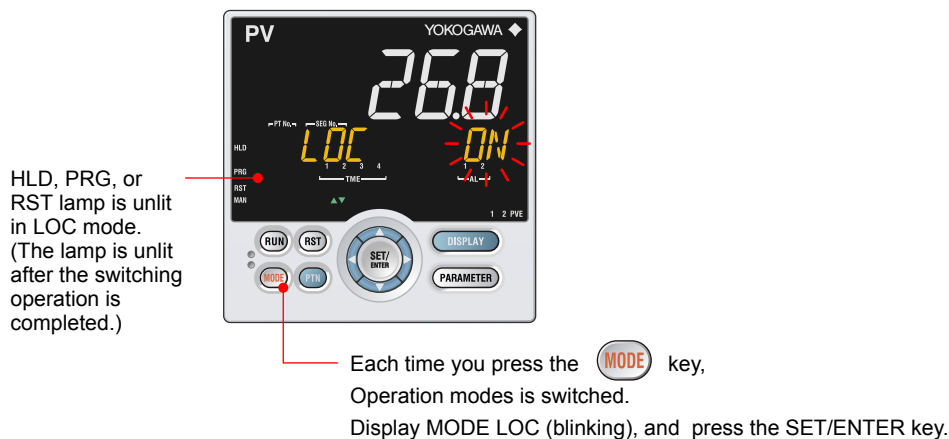 PV YOKOGAWA
26.8
PT No. SEG No.
LOC ON
HLD
1 2 3 4 1 2
PRG
TME AL
RST
MAN
1 2 PVE
RUN RST DISPLAY
SET/
ENTER
MODE PTN PARAMETER
HLD, PRG, or
RST lamp is unlit
in LOC mode.
(The lamp is unlit
after the switching
operation is
completed.)
Each time you press the MODE key,
Operation modes is switched.
Display MODE LOC (blinking), and press the SET/ENTER key.